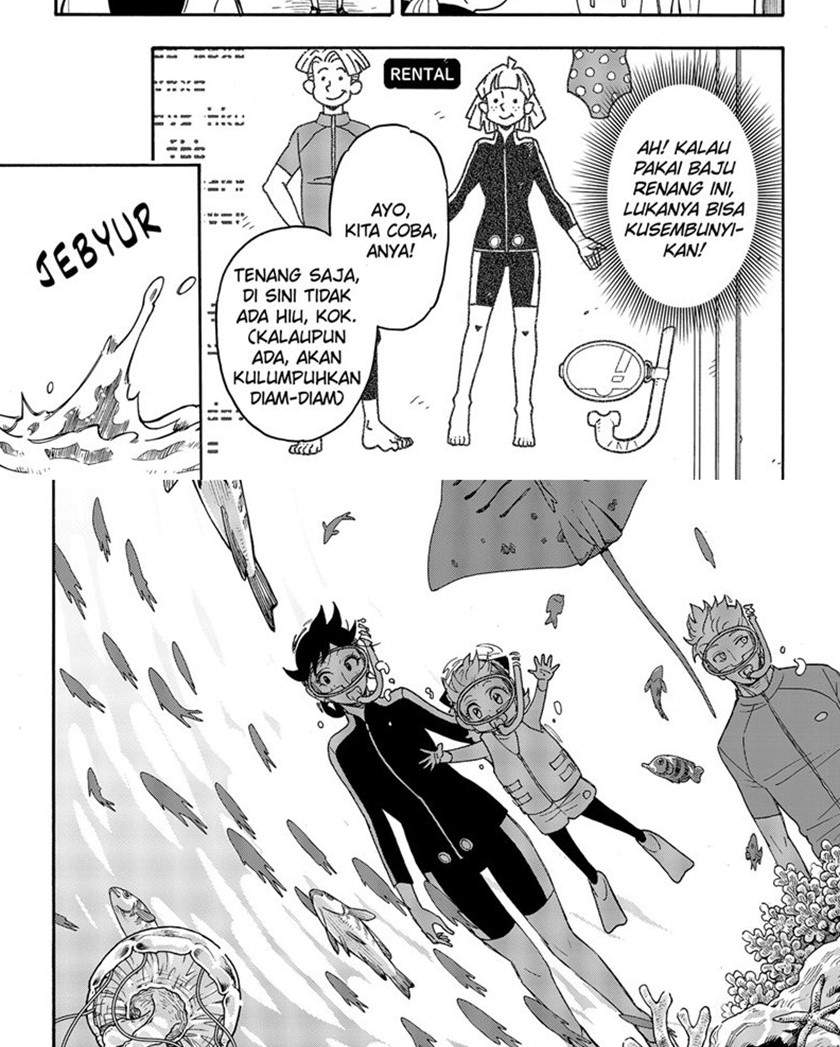 RENTAL
AH! KALAU
PAKAI BAJU
RENANG INI,
LUKANYA BISA
KUSEMBUNYI-
KAN!
AYO,
KITA COBA,
ANYA!
TENANG SAJA,
DI SINI TIDAK
ADA HIU, KOK.
(KALAUPUN
ADA, AKAN
KULUMPUHKAN
DIAM-DIAM)
JEBYUR